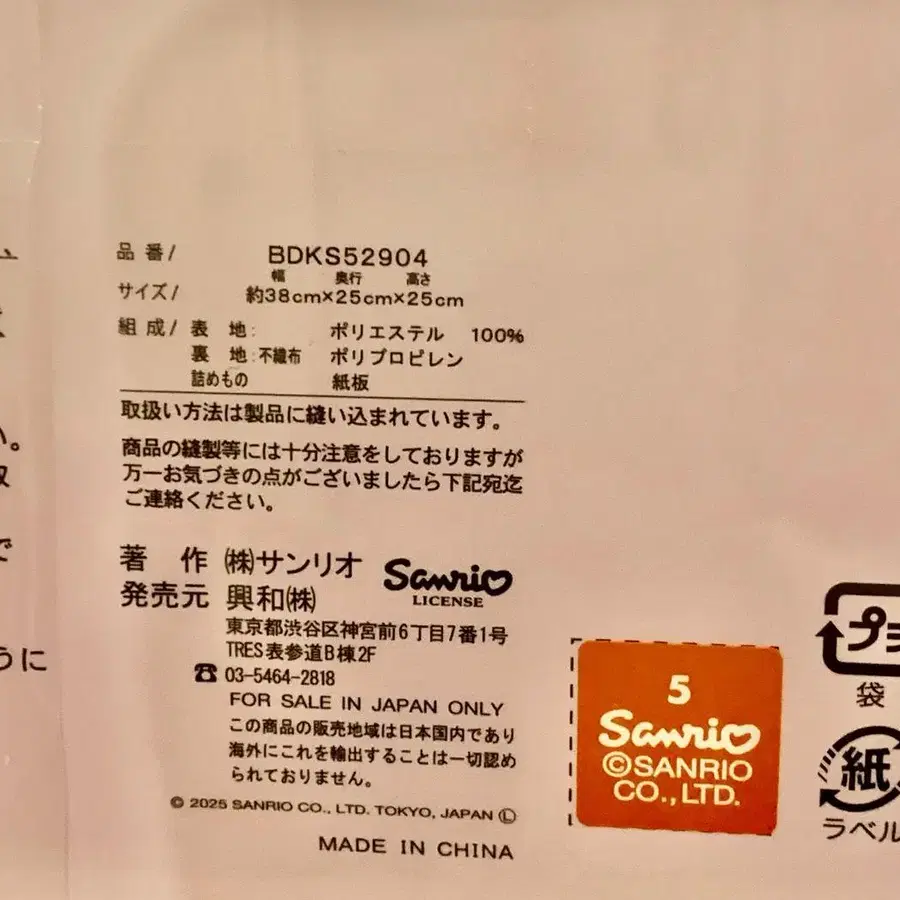 品番/ BDKS52904
幅 奥行 高さ
サイズ/ 約38cm×25cm×25cm
組成/ 表 地: ポリエステル 100%
裏 地:不織布 ポリプロピレン
詰めもの 紙板
取扱い方法は製品に縫い込まれています。
商品の縫製等には十分注意をしておりますが
万一お気づきの点がございましたら下記宛迄
ご連絡ください。
著 作 ㈱サンリオ
Sanrio
LICENSE
発売元 興和㈱
東京都渋谷区神宮前6丁目7番1号
TRES表参道B棟2F
☎ 03-5464-2818
FOR SALE IN JAPAN ONLY
この商品の販売地域は日本国内であり
海外にこれを輸出することは一切認め
られておりません。
© 2025 SANRIO CO., LTD. TOKYO, JAPAN Ⓛ
MADE IN CHINA
5
Sanrio
©SANRIO
CO., LTD.
プラ
袋
紙
ラベル
うに
で
い。